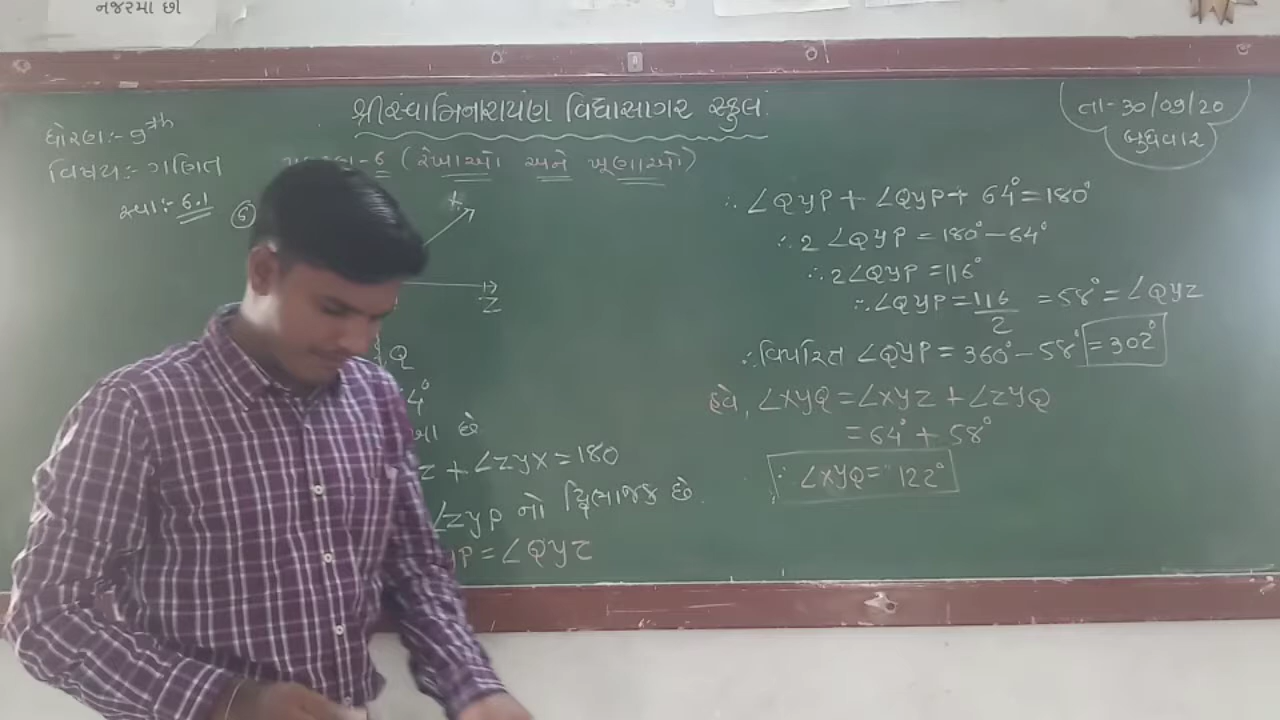 નજરમાં છો
શ્રી સ્વામિનારાયણ વિદ્યાસાગર સ્કુલ
તા-30/09/20
બુધવાર
ધોરણ:- 9th
વિષય:- ગણિત
-6 (રેખાઓ અને ખૂણાઓ)
સ્વા:- 6.1
X
Z
Q
4°
છે
Z + ∠ZYX = 180
∠ZYP નો દ્વિભાજક છે.
YP = ∠QYZ
∴ ∠QYP + ∠QYP + 64° = 180°
∴ 2 ∠QYP = 180° - 64°
∴ 2∠QYP = 116°
∴ ∠QYP = 116/2 = 58° = ∠QYZ
∴ વિપરિત ∠QYP = 360° - 58° = 302°
હવે, ∠XYQ = ∠XYZ + ∠ZYQ
= 64° + 58°
∴ ∠XYQ = 122°